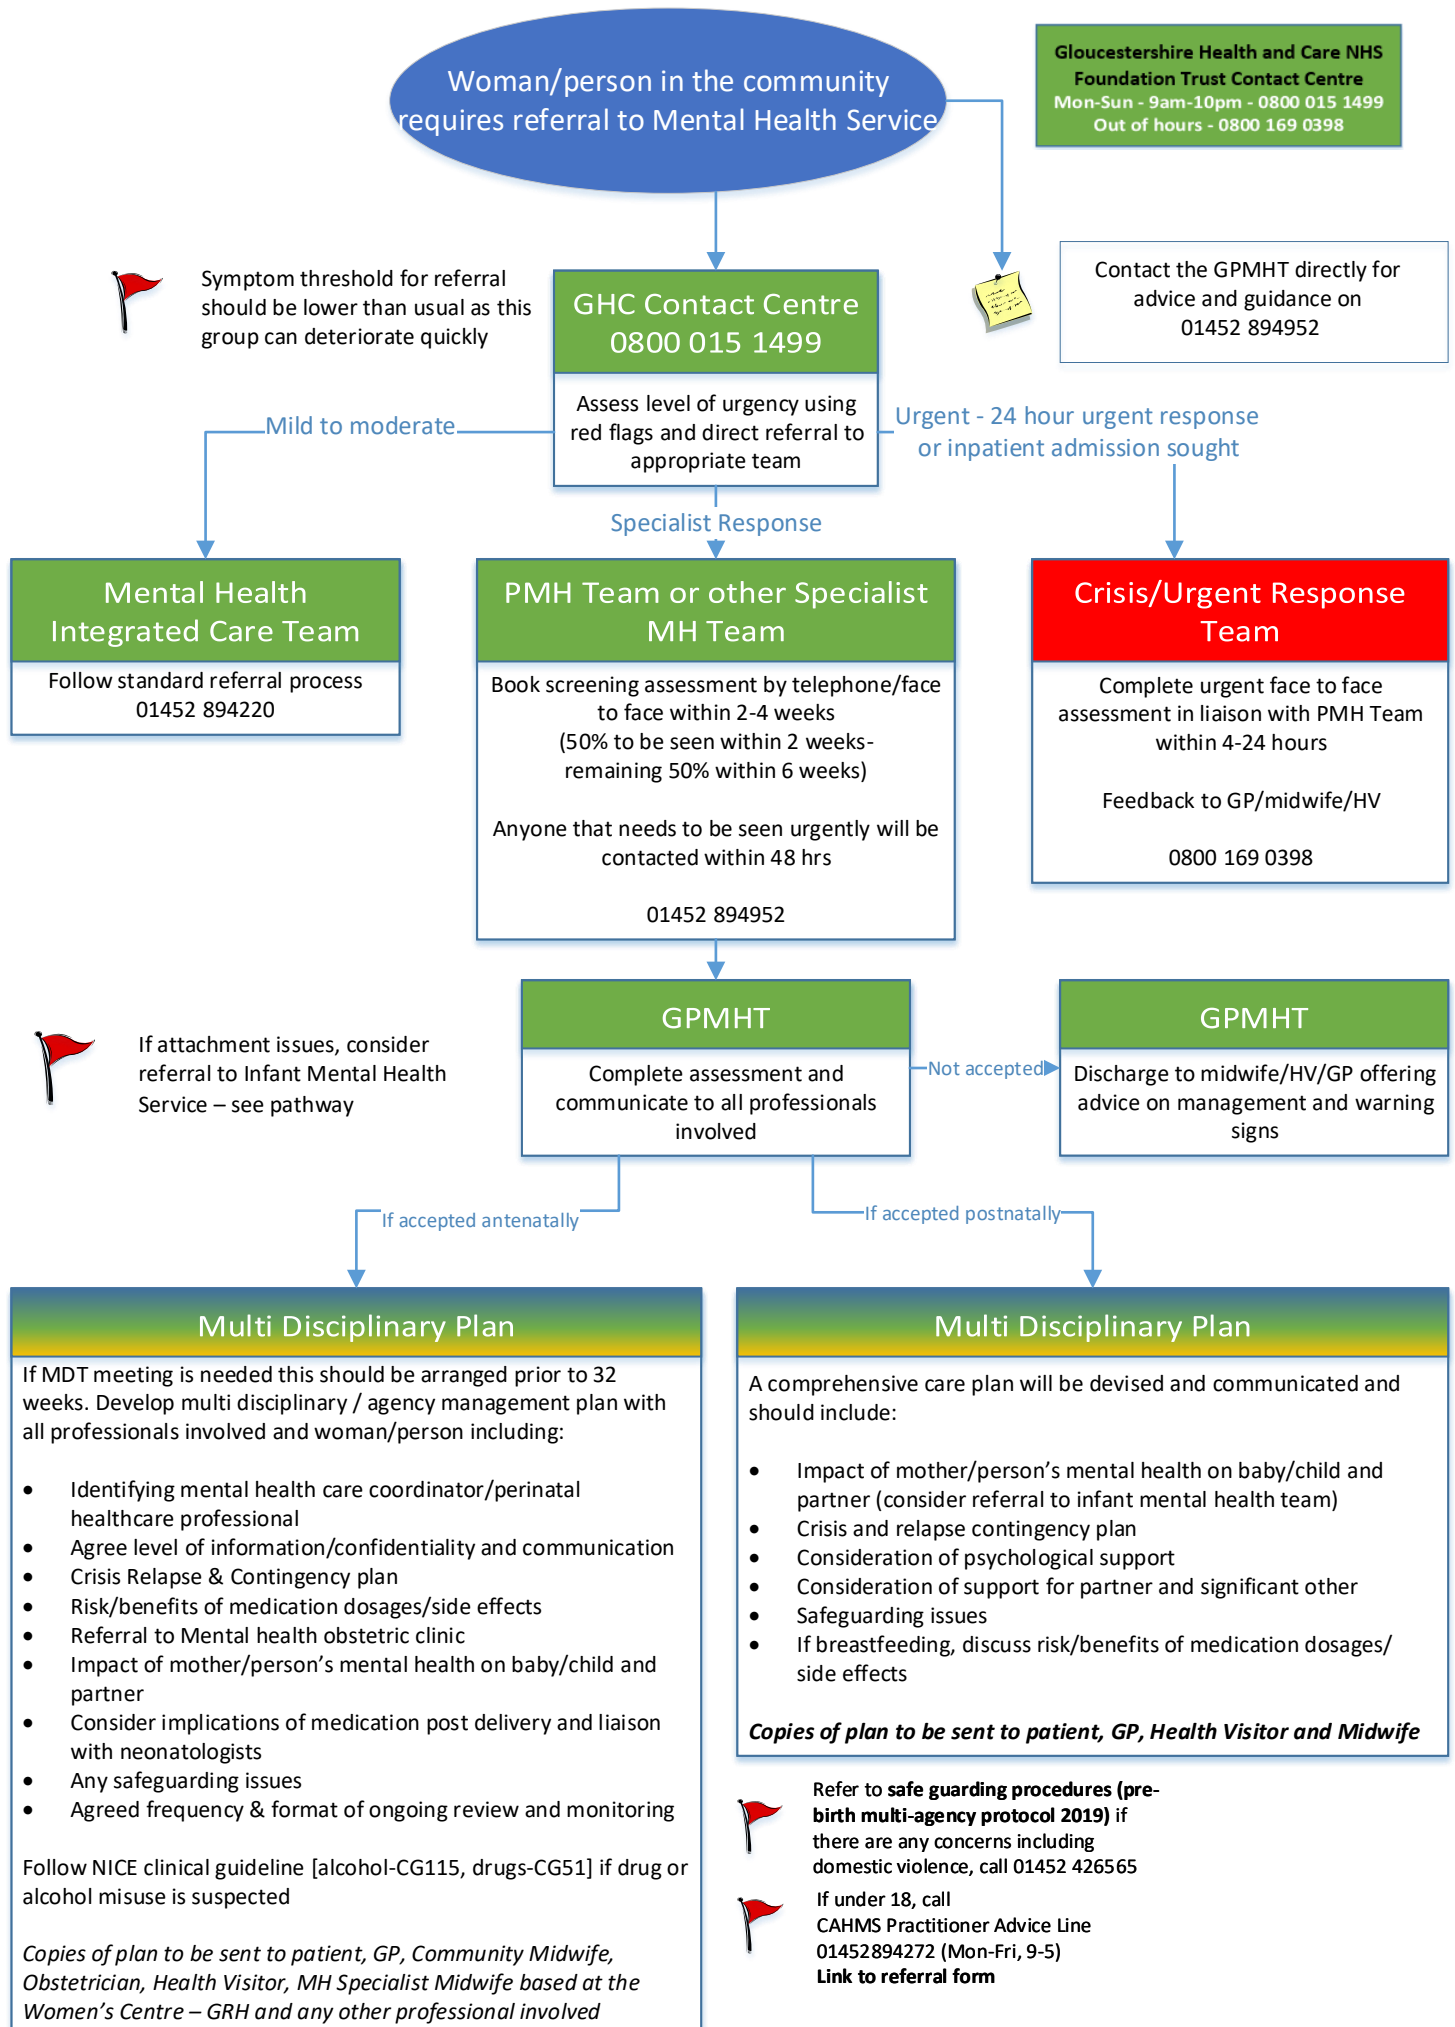 Woman/person in the community
requires referral to Mental Health Service
Gloucestershire Health and Care NHS
Foundation Trust Contact Centre
Mon-Sun - 9am-10pm - 0800 015 1499
Out of hours - 0800 169 0398
Symptom threshold for referral
should be lower than usual as this
group can deteriorate quickly
GHC Contact Centre
0800 015 1499
Assess level of urgency using
red flags and direct referral to
appropriate team
Contact the GPMHT directly for
advice and guidance on
01452 894952
Mild to moderate
Urgent - 24 hour urgent response
or inpatient admission sought
Specialist Response
Mental Health
Integrated Care Team
Follow standard referral process
01452 894220
PMH Team or other Specialist
MH Team
Book screening assessment by telephone/face
to face within 2-4 weeks
(50% to be seen within 2 weeks-
remaining 50% within 6 weeks)
Anyone that needs to be seen urgently will be
contacted within 48 hrs
01452 894952
Crisis/Urgent Response
Team
Complete urgent face to face
assessment in liaison with PMH Team
within 4-24 hours
Feedback to GP/midwife/HV
0800 169 0398
If attachment issues, consider
referral to Infant Mental Health
Service – see pathway
GPMHT
Complete assessment and
communicate to all professionals
involved
Not accepted
GPMHT
Discharge to midwife/HV/GP offering
advice on management and warning
signs
If accepted antenatally
If accepted postnatally
Multi Disciplinary Plan
If MDT meeting is needed this should be arranged prior to 32
weeks. Develop multi disciplinary / agency management plan with
all professionals involved and woman/person including:
• Identifying mental health care coordinator/perinatal
healthcare professional
• Agree level of information/confidentiality and communication
• Crisis Relapse & Contingency plan
• Risk/benefits of medication dosages/side effects
• Referral to Mental health obstetric clinic
• Impact of mother/person's mental health on baby/child and
partner
• Consider implications of medication post delivery and liaison
with neonatologists
• Any safeguarding issues
• Agreed frequency & format of ongoing review and monitoring
Follow NICE clinical guideline [alcohol-CG115, drugs-CG51] if drug or
alcohol misuse is suspected
Copies of plan to be sent to patient, GP, Community Midwife,
Obstetrician, Health Visitor, MH Specialist Midwife based at the
Women's Centre – GRH and any other professional involved
Multi Disciplinary Plan
A comprehensive care plan will be devised and communicated and
should include:
• Impact of mother/person's mental health on baby/child and
partner (consider referral to infant mental health team)
• Crisis and relapse contingency plan
• Consideration of psychological support
• Consideration of support for partner and significant other
• Safeguarding issues
• If breastfeeding, discuss risk/benefits of medication dosages/
side effects
Copies of plan to be sent to patient, GP, Health Visitor and Midwife
Refer to safe guarding procedures (pre-
birth multi-agency protocol 2019) if
there are any concerns including
domestic violence, call 01452 426565
If under 18, call
CAHMS Practitioner Advice Line
01452894272 (Mon-Fri, 9-5)
Link to referral form